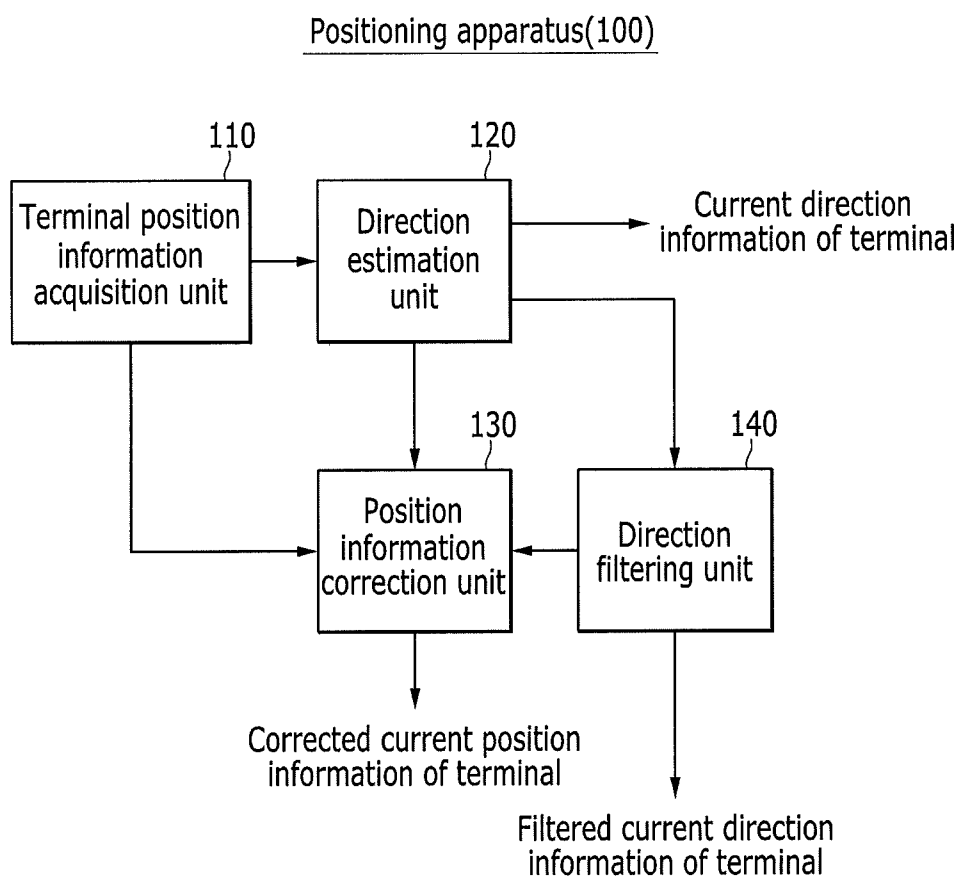 Positioning apparatus(100)
110
Terminal position
information
acquisition unit
120
Direction
estimation
unit
Current direction
information of terminal
130
Position
information
correction unit
140
Direction
filtering unit
Corrected current position
information of terminal
Filtered current direction
information of terminal